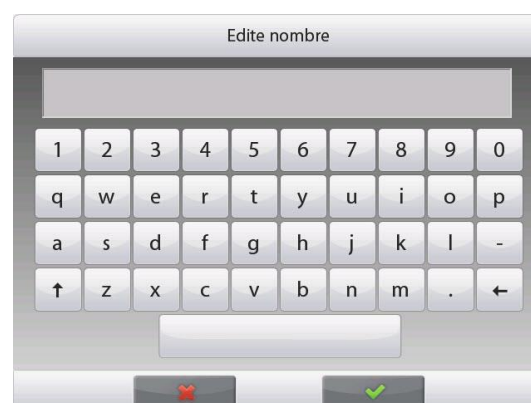 Edite nombre
1 2 3 4 5 6 7 8 9 0
q w e r t y u i o p
a s d f g h j k l -
↑ z x c v b n m . ←